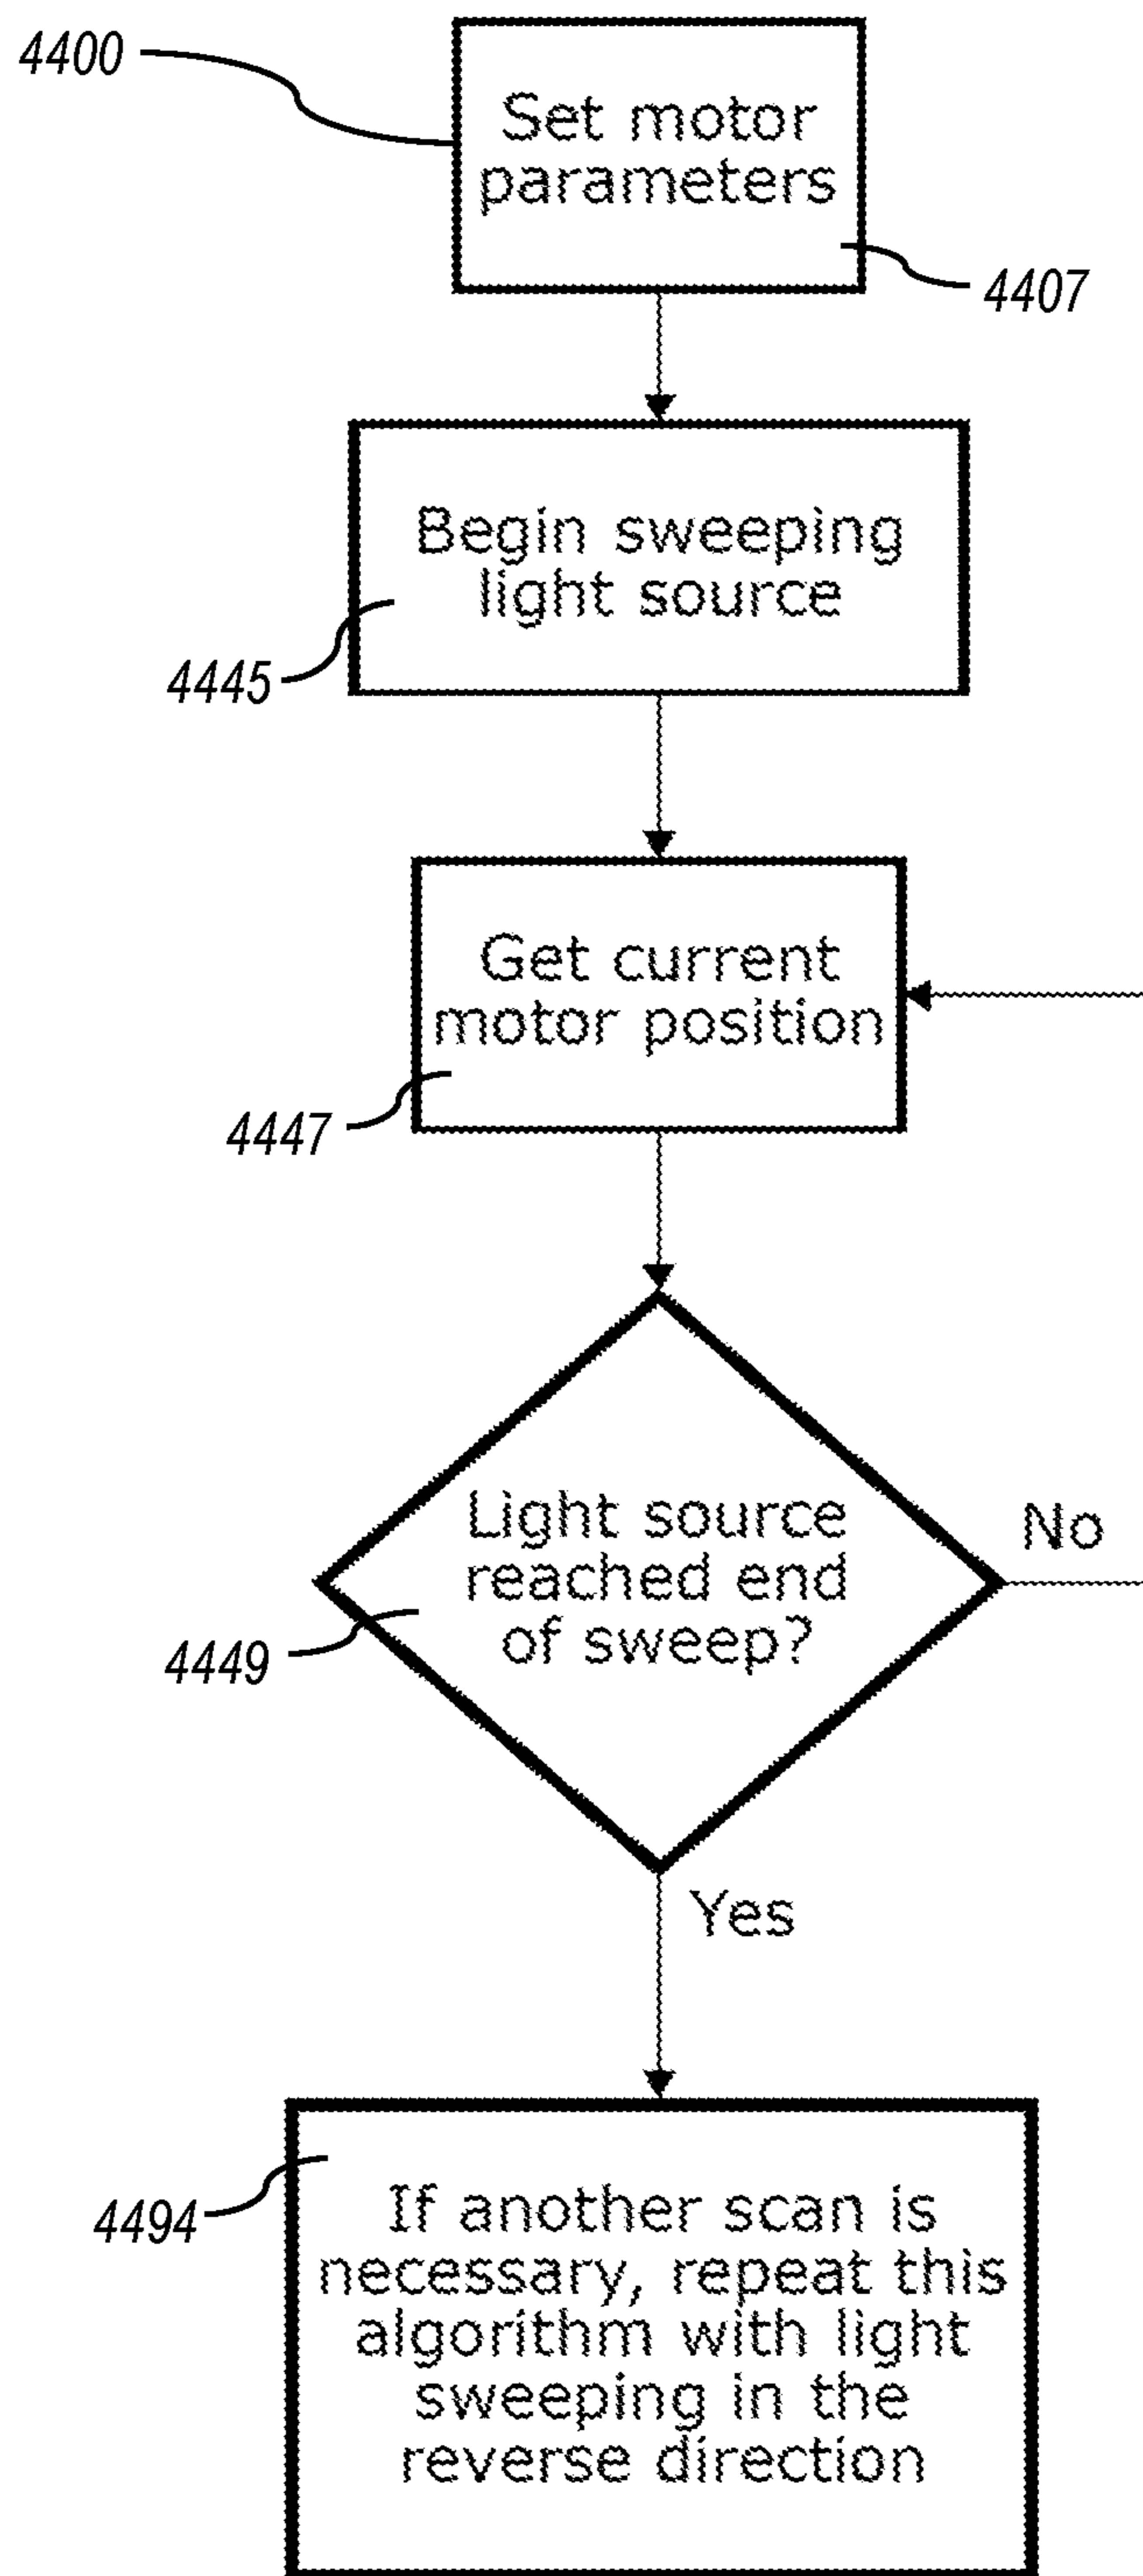 4400
Set motor
parameters
4407
Begin sweeping
light source
4445
Get current
motor position
4447
Light source
reached end
of sweep?
No
4449
Yes
4494
If another scan is
necessary, repeat this
algorithm with light
sweeping in the
reverse direction